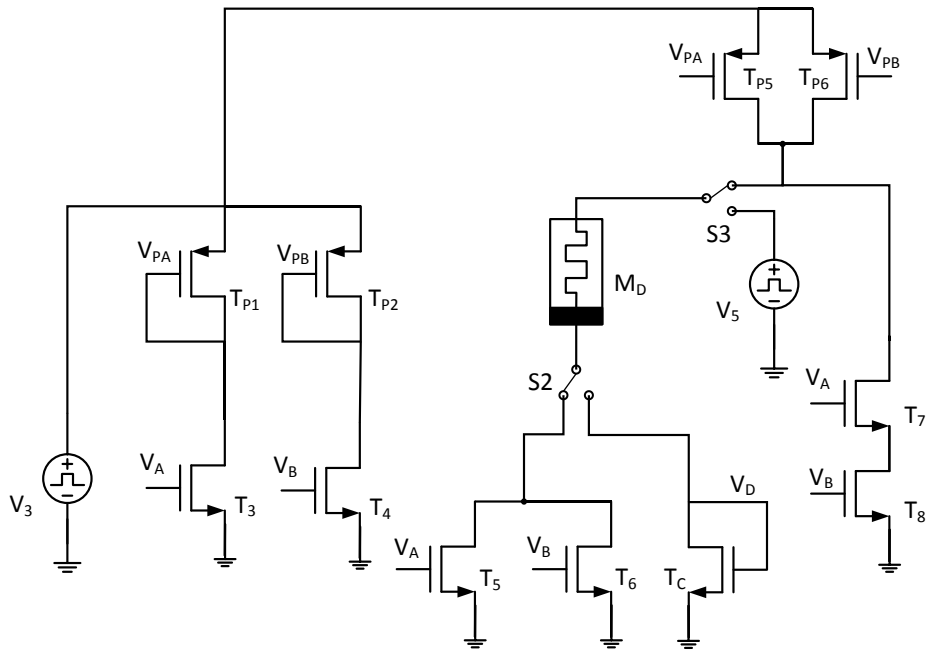 V_PA
T_P5
T_P6
V_PB
S3
V_PA
T_P1
V_PB
T_P2
M_D
V_5
S2
V_A
T_7
V_A
T_3
V_B
T_4
V_3
V_D
V_B
T_8
V_A
T_5
V_B
T_6
T_C